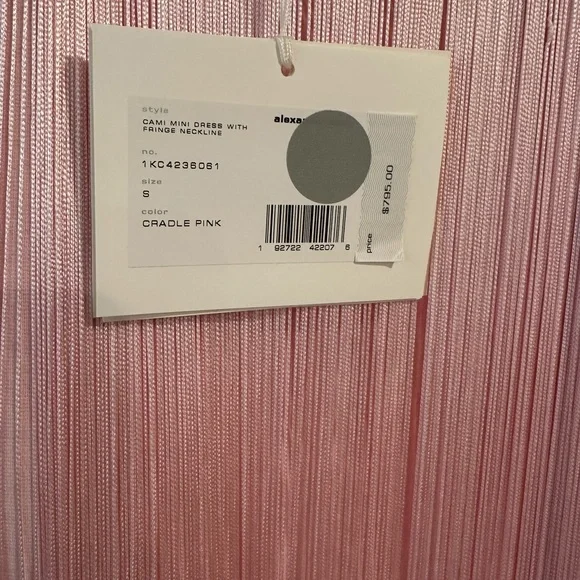 style
CAMI MINI DRESS WITH
FRINGE NECKLINE
no.
1KC4236061
size
S
color
CRADLE PINK
1 92722 42207 6
price
$795.00